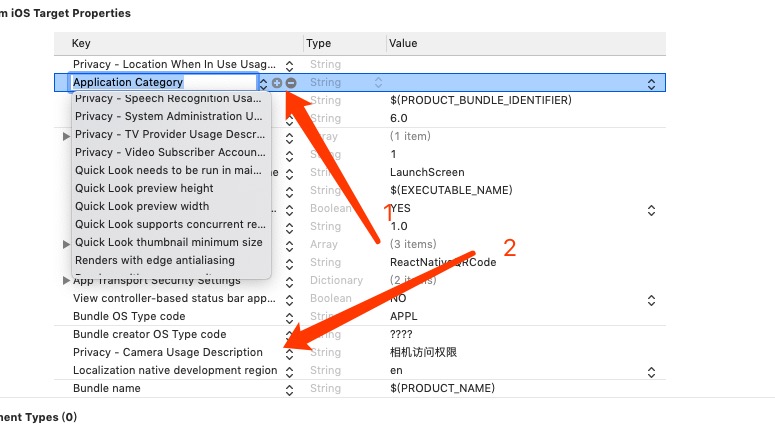 m iOS Target Properties
Key Type Value
Privacy - Location When In Use Usag... String
Application Category String
Privacy - Speech Recognition Usa... String $(PRODUCT_BUNDLE_IDENTIFIER)
Privacy - System Administration U... String 6.0
Privacy - TV Provider Usage Descr... Array (1 item)
Privacy - Video Subscriber Accoun... String 1
Quick Look needs to be run in mai... String LaunchScreen
Quick Look preview height String $(EXECUTABLE_NAME)
Quick Look preview width Boolean YES
Quick Look supports concurrent re... String 1.0
1
Quick Look thumbnail minimum size Array (3 items)
2
Renders with edge antialiasing String ReactNativeQRCode
App Transport Security Settings Dictionary (2 items)
View controller-based status bar app... Boolean NO
Bundle OS Type code String APPL
Bundle creator OS Type code String ????
Privacy - Camera Usage Description String 相机访问权限
Localization native development region String en
Bundle name String $(PRODUCT_NAME)
ment Types (0)